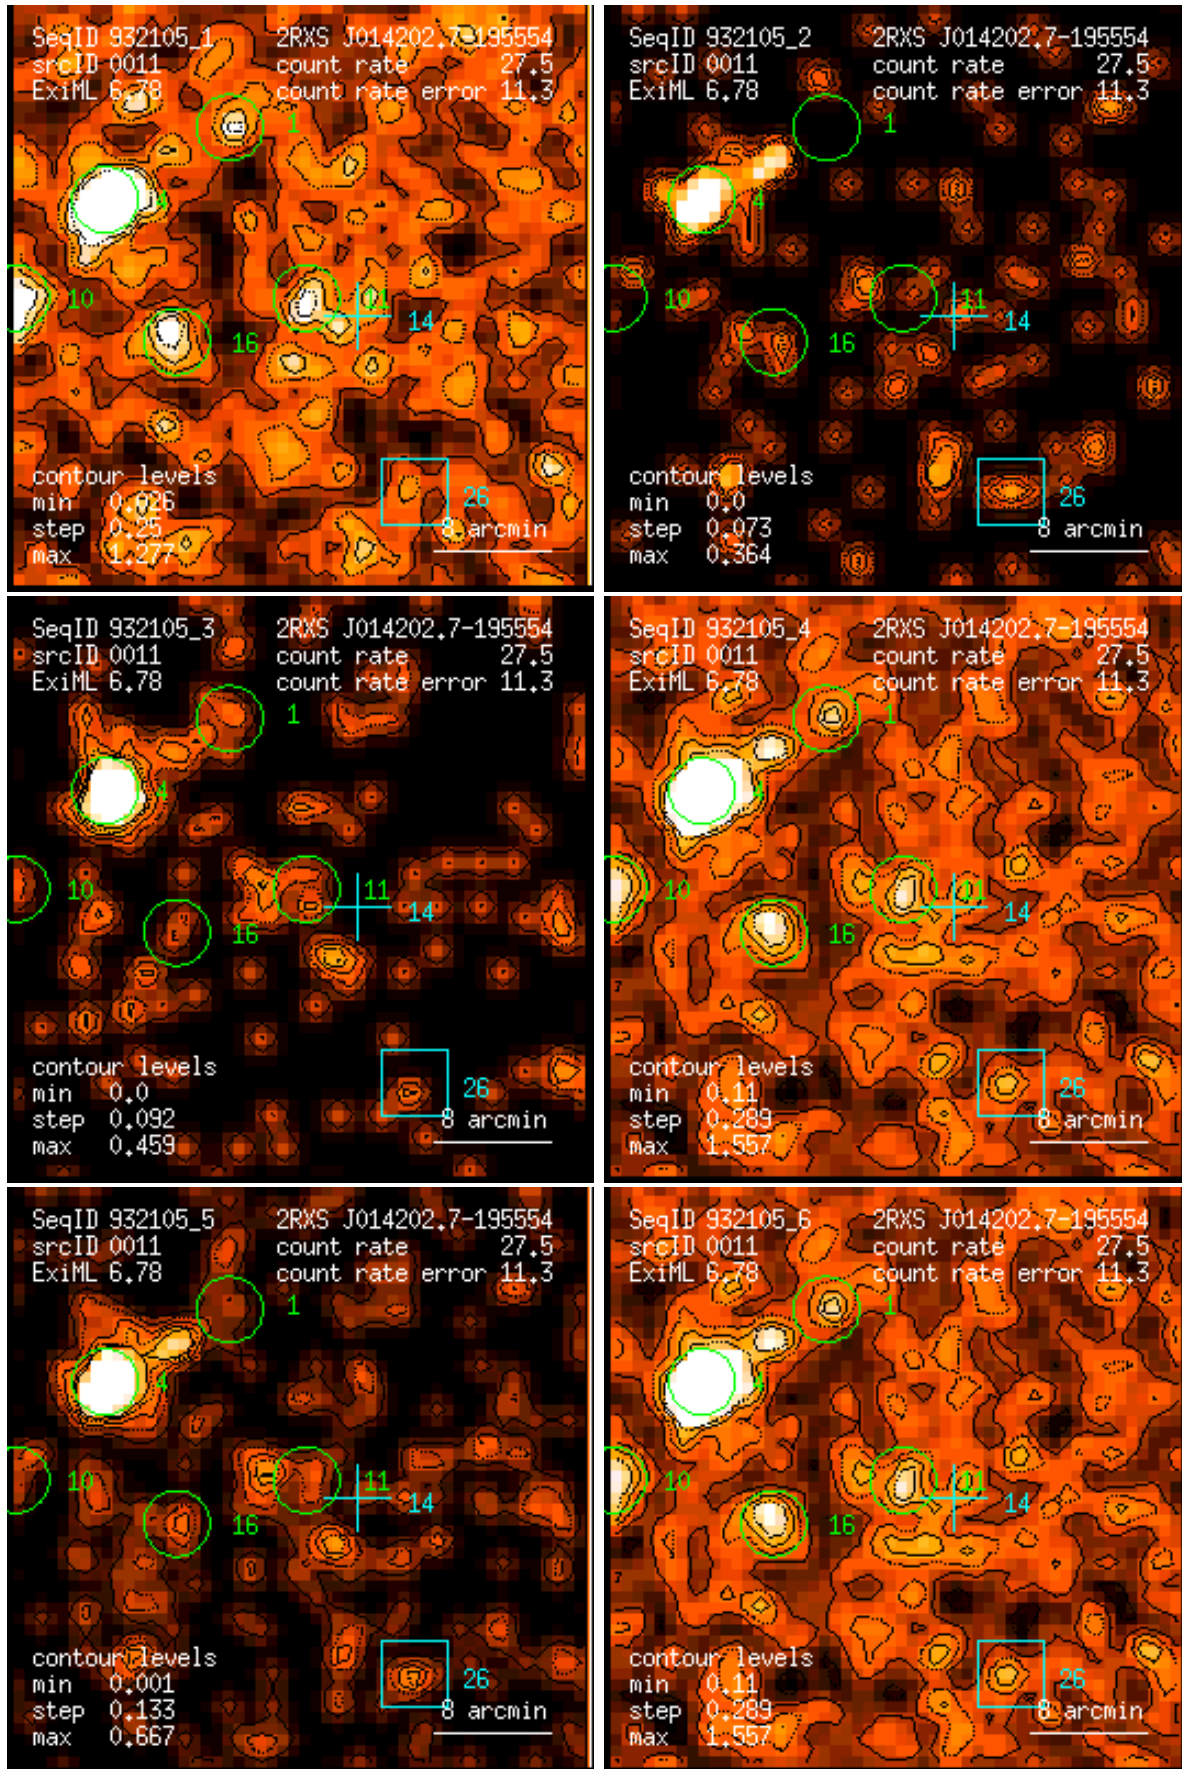 SeqID 932105_1 2RXS J014202.7-195554
srcID 0011 count rate 27.5
ExiML 6.78 count rate error 11.3
1
4
10
11
14
16
contour levels
min 0.026
26
step 0.25
8 arcmin
max 1.277
SeqID 932105_2 2RXS J014202.7-195554
srcID 0011 count rate 27.5
ExiML 6.78 count rate error 11.3
1
4
10
11
14
16
contour levels
min 0.0
26
step 0.073
8 arcmin
max 0.364
SeqID 932105_3 2RXS J014202.7-195554
srcID 0011 count rate 27.5
ExiML 6.78 count rate error 11.3
1
4
10
11
14
16
contour levels
min 0.0
26
step 0.092
8 arcmin
max 0.459
SeqID 932105_4 2RXS J014202.7-195554
srcID 0011 count rate 27.5
ExiML 6.78 count rate error 11.3
1
4
10
11
14
16
contour levels
min 0.11
26
step 0.289
8 arcmin
max 1.557
SeqID 932105_5 2RXS J014202.7-195554
srcID 0011 count rate 27.5
ExiML 6.78 count rate error 11.3
1
4
10
11
14
16
contour levels
min 0.001
26
step 0.133
8 arcmin
max 0.667
SeqID 932105_6 2RXS J014202.7-195554
srcID 0011 count rate 27.5
ExiML 6.78 count rate error 11.3
1
4
10
11
14
16
contour levels
min 0.11
26
step 0.289
8 arcmin
max 1.557